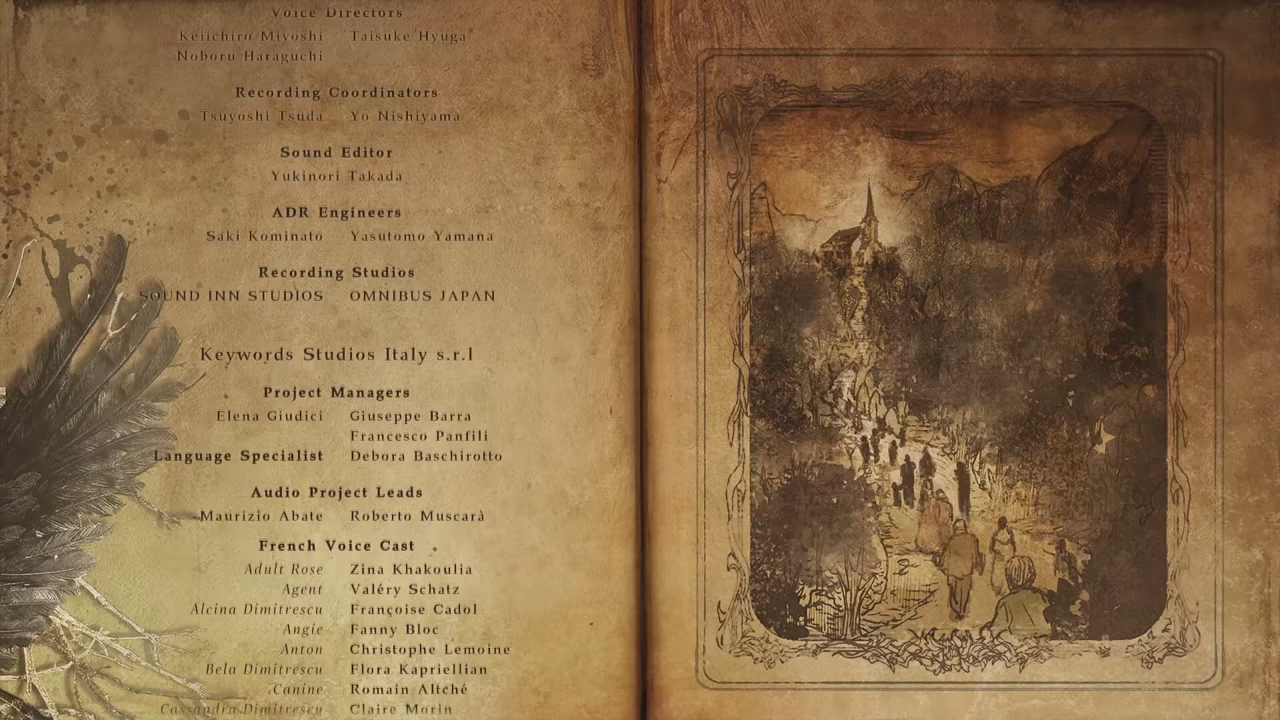 Voice Directors
Keiichiro Miyoshi Taisuke Hyuga
Noboru Haraguchi
Recording Coordinators
Tsuyoshi Tsuda Yo Nishiyama
Sound Editor
Yukinori Takada
ADR Engineers
Saki Kominato Yasutomo Yamana
Recording Studios
SOUND INN STUDIOS OMNIBUS JAPAN
Keywords Studios Italy s.r.l
Project Managers
Elena Giudici Giuseppe Barra
Francesco Panfili
Language Specialist Debora Baschirotto
Audio Project Leads
Maurizio Abate Roberto Muscarà
French Voice Cast
Adult Rose Zina Khakoulia
Agent Valéry Schatz
Alcina Dimitrescu Françoise Cadol
Angie Fanny Bloc
Anton Christophe Lemoine
Bela Dimitrescu Flora Kapriellian
Canine Romain Altché
Cassandra Dimitrescu Claire Morin